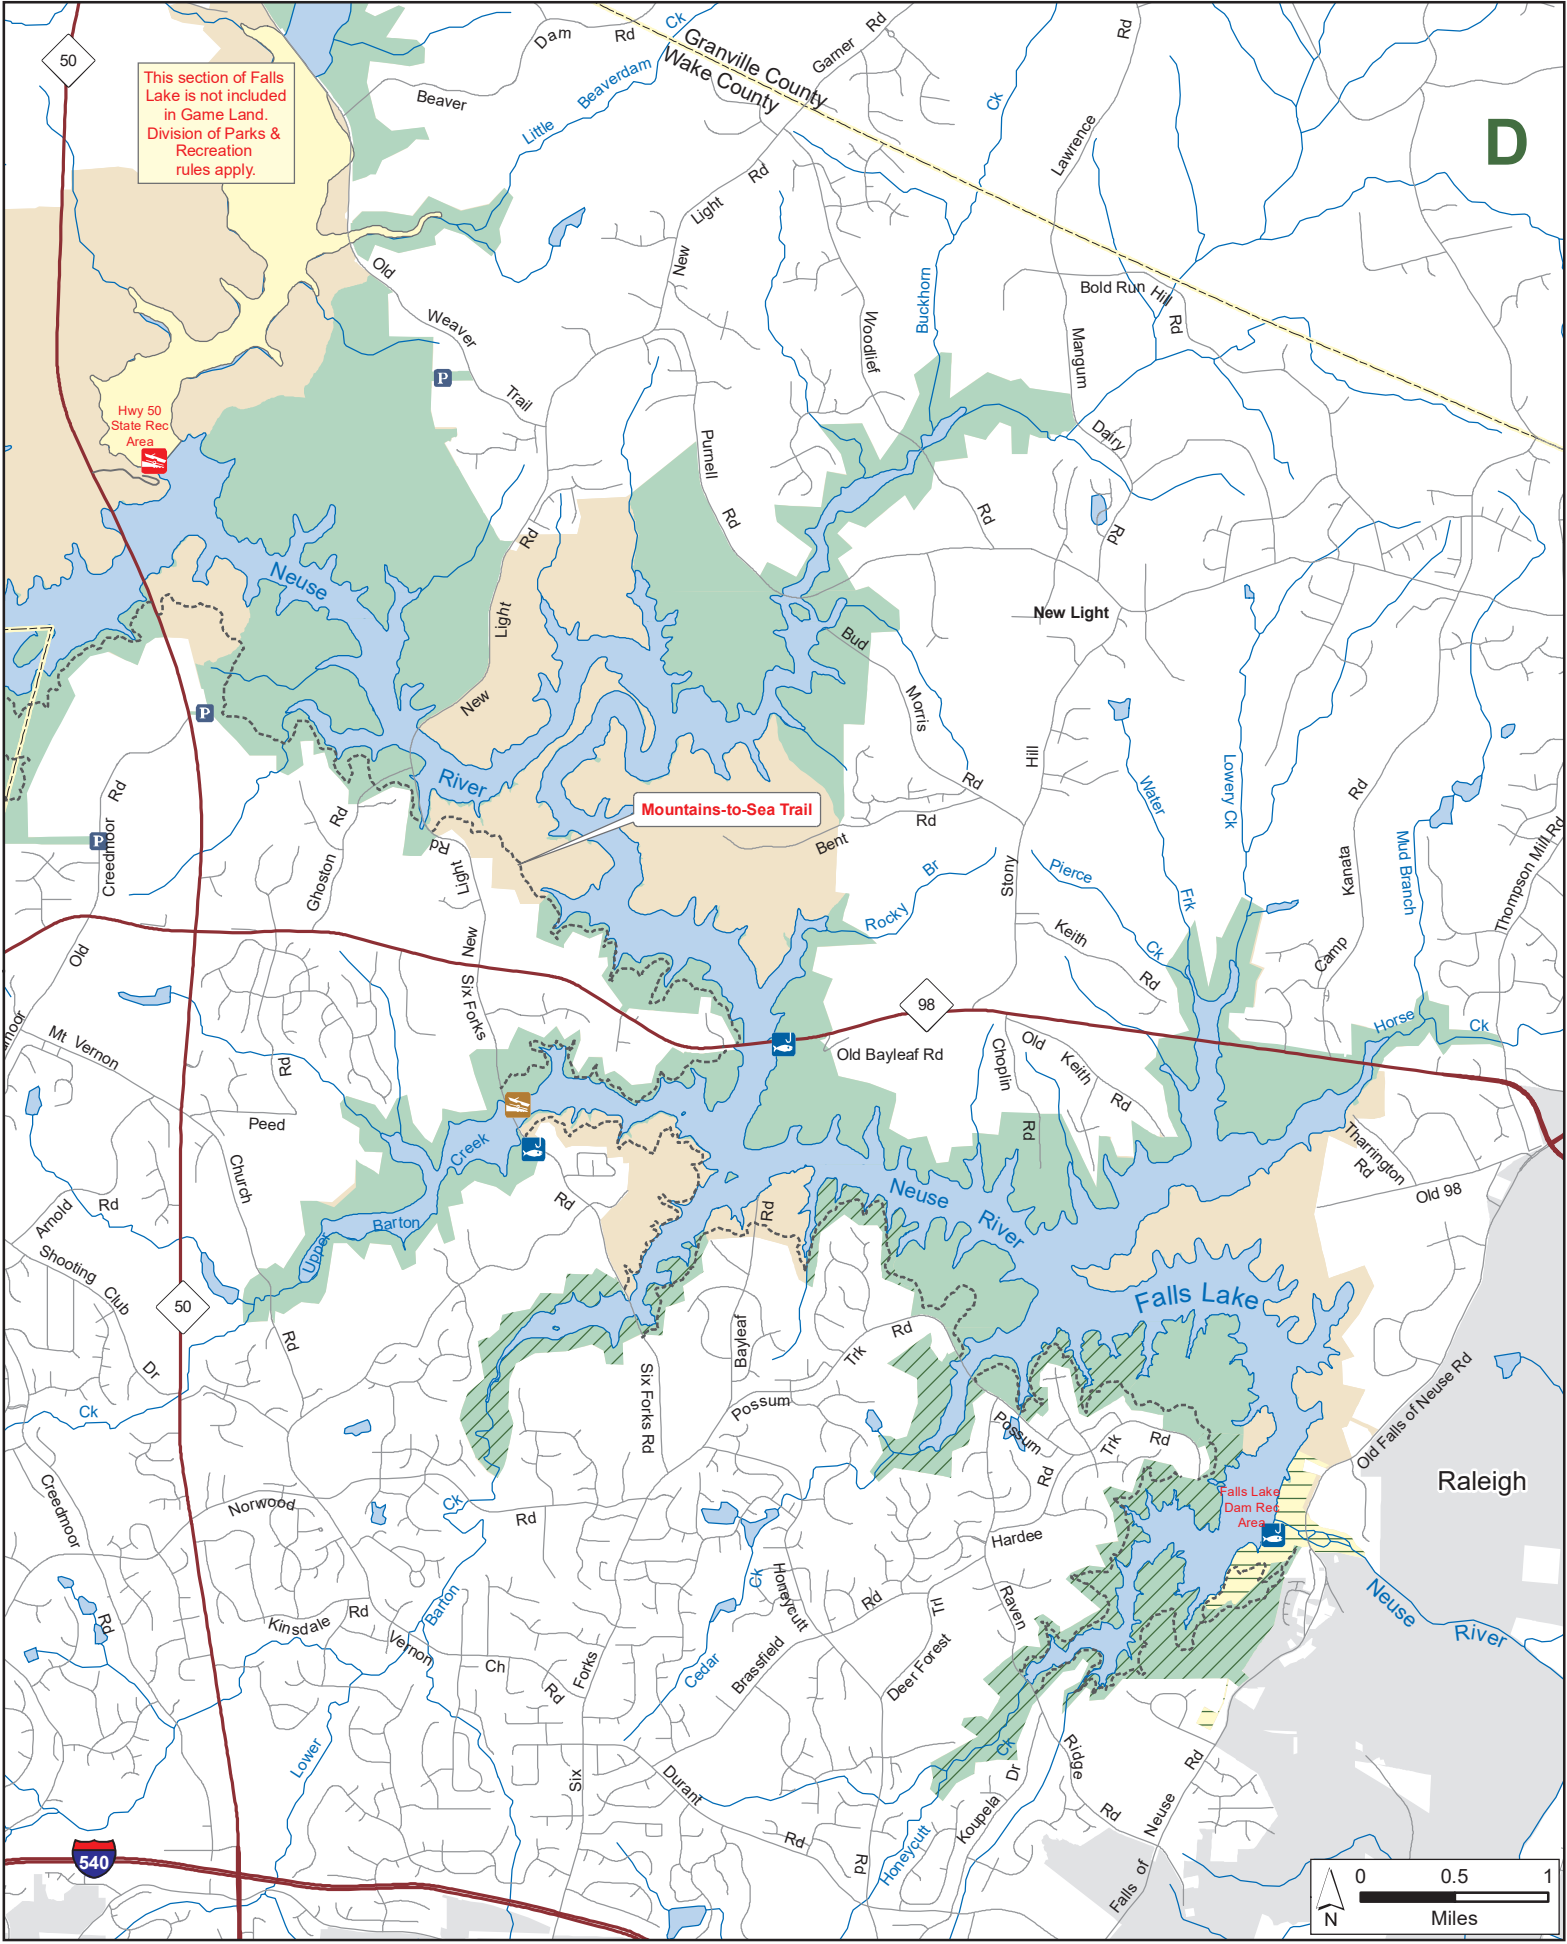 50
This section of Falls
Lake is not included
in Game Land.
Division of Parks &
Recreation
rules apply.
Dam
Rd
Ck
Beaver
Little
Beaverdam
Granville County
Wake County
Garner
Rd
Ck
Rd
Lawrence
D
Light
Rd
New
Old
Weaver
Trail
Woodlief
Buckhorn
Bold Run
Hill
Rd
Mangum
Hwy 50
State Rec
Area
P
Purnell
Rd
Dairy
Rd
Rd
Rd
Neuse
Light
New
New Light
Bud
Morris
Rd
P
River
Mountains-to-Sea Trail
Hill
Water
Frk
Lowery Ck
Rd
Kanata
Camp
Mud Branch
Thompson Mill Rd
Rd
Creedmoor
Old
P
Rd
Ghoston
Rd
Light
New
Bent
Rd
Rocky
Br
Stony
Pierce
Ck
Keith
Rd
Six Forks
98
Horse
Ck
Old Bayleaf Rd
Choplin
Rd
Old
Keith
Rd
moor
Mt Vernon
Rd
Peed
Church
Rd
Creek
Barton
Upper
Rd
Arnold
Rd
Shooting
Club
Dr
50
Ck
Rd
Neuse
River
Falls Lake
Tharrington
Rd
Old 98
Bayleaf
Six Forks Rd
Possum
Trk
Rd
Possum
Rd
Trk
Rd
Old Falls of Neuse Rd
Raleigh
Falls Lake
Dam Rec
Area
Creedmoor
Rd
Norwood
Ck
Rd
Hardee
Kinsdale
Rd
Vernon
Barton
Ch
Rd
Forks
Six
Ck
Honeycutt
Cedar
Brassfield
Rd
Trl
Deer Forest
Raven
Neuse
River
Lower
Durant
Rd
Rd
Ck
Dr
Koupela
Honeycutt
Ridge
Rd
Rd
Neuse
Falls of
540
0
0.5
1
Miles
N